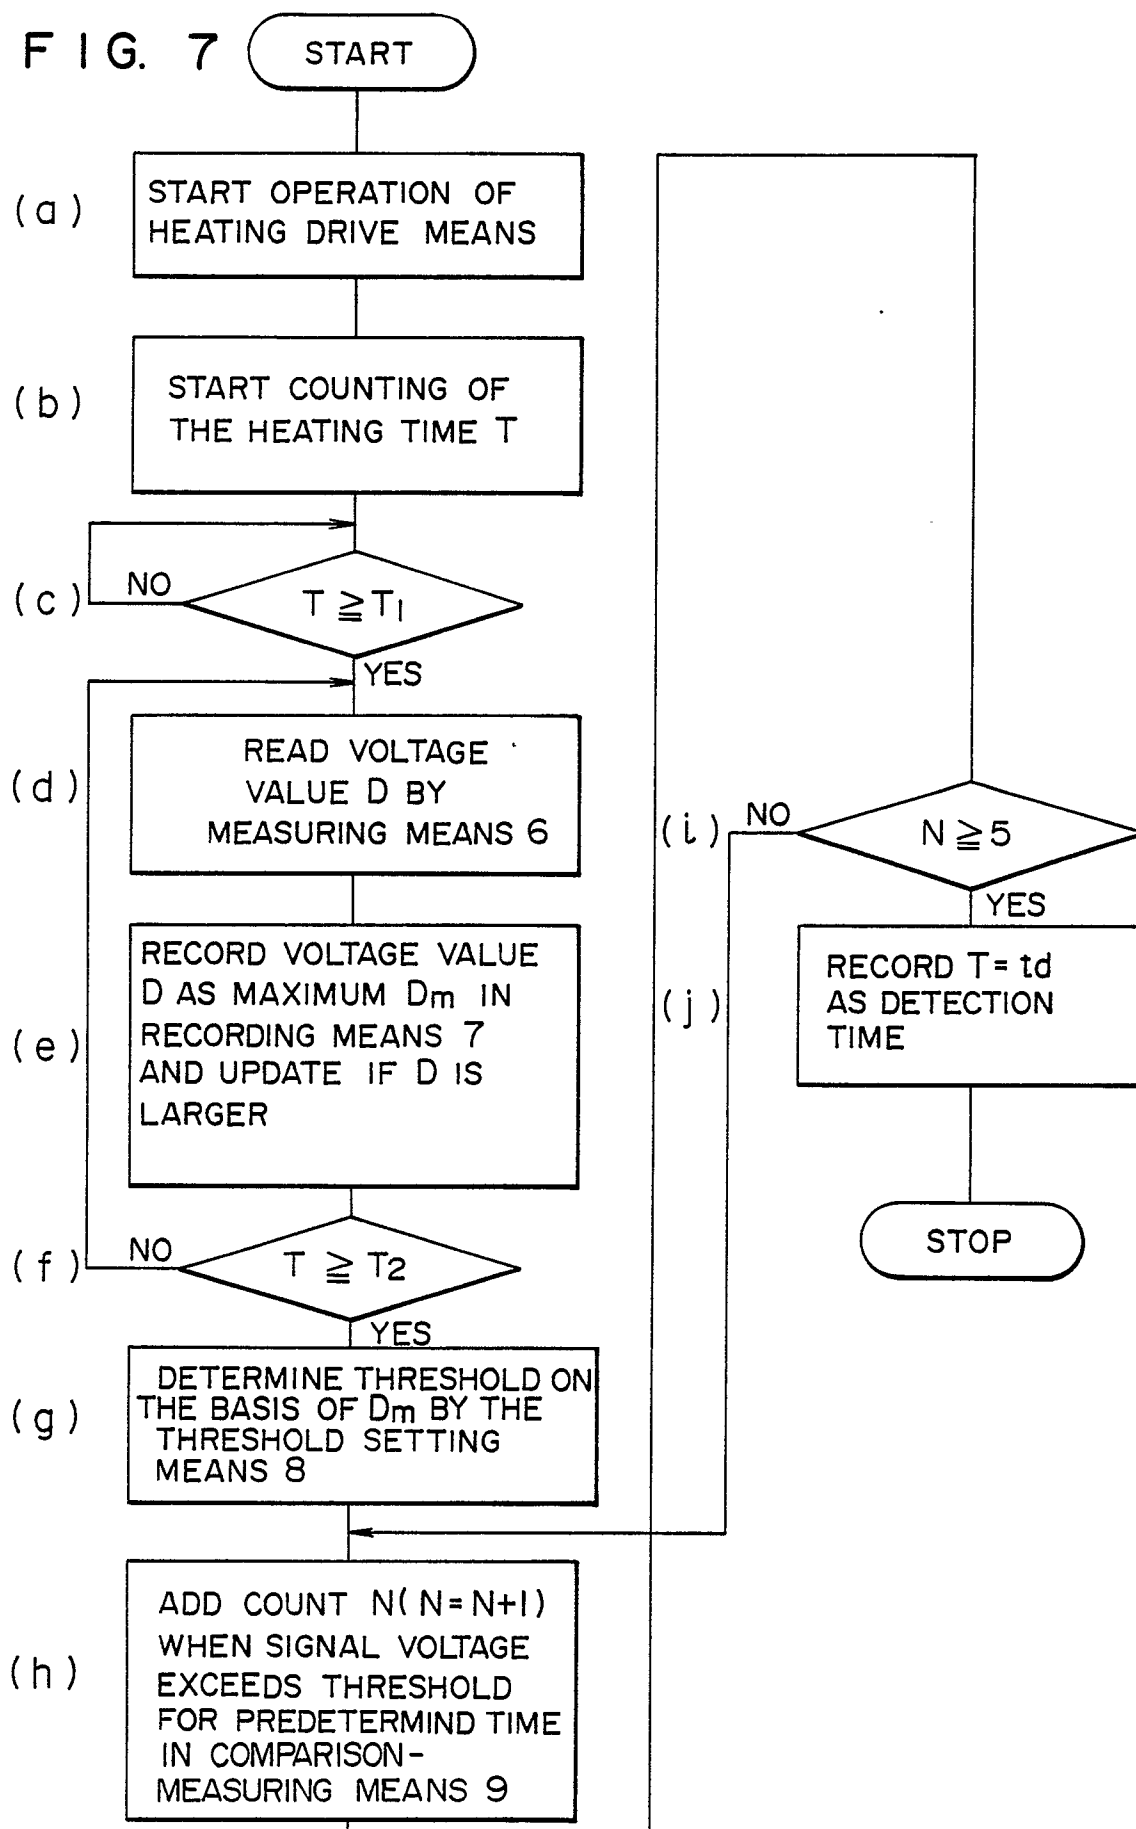 FIG. 7
START
(a)
START OPERATION OF
HEATING DRIVE MEANS
(b)
START COUNTING OF
THE HEATING TIME T
(c)
NO
T ≧ T1
YES
(d)
READ VOLTAGE
VALUE D BY
MEASURING MEANS 6
(e)
RECORD VOLTAGE VALUE
D AS MAXIMUM Dm IN
RECORDING MEANS 7
AND UPDATE IF D IS
LARGER
(f)
NO
T ≧ T2
YES
(g)
DETERMINE THRESHOLD ON
THE BASIS OF Dm BY THE
THRESHOLD SETTING
MEANS 8
(h)
ADD COUNT N(N=N+1)
WHEN SIGNAL VOLTAGE
EXCEEDS THRESHOLD
FOR PREDETERMIND TIME
IN COMPARISON-
MEASURING MEANS 9
(i)
NO
N ≧ 5
YES
(j)
RECORD T=td
AS DETECTION
TIME
STOP